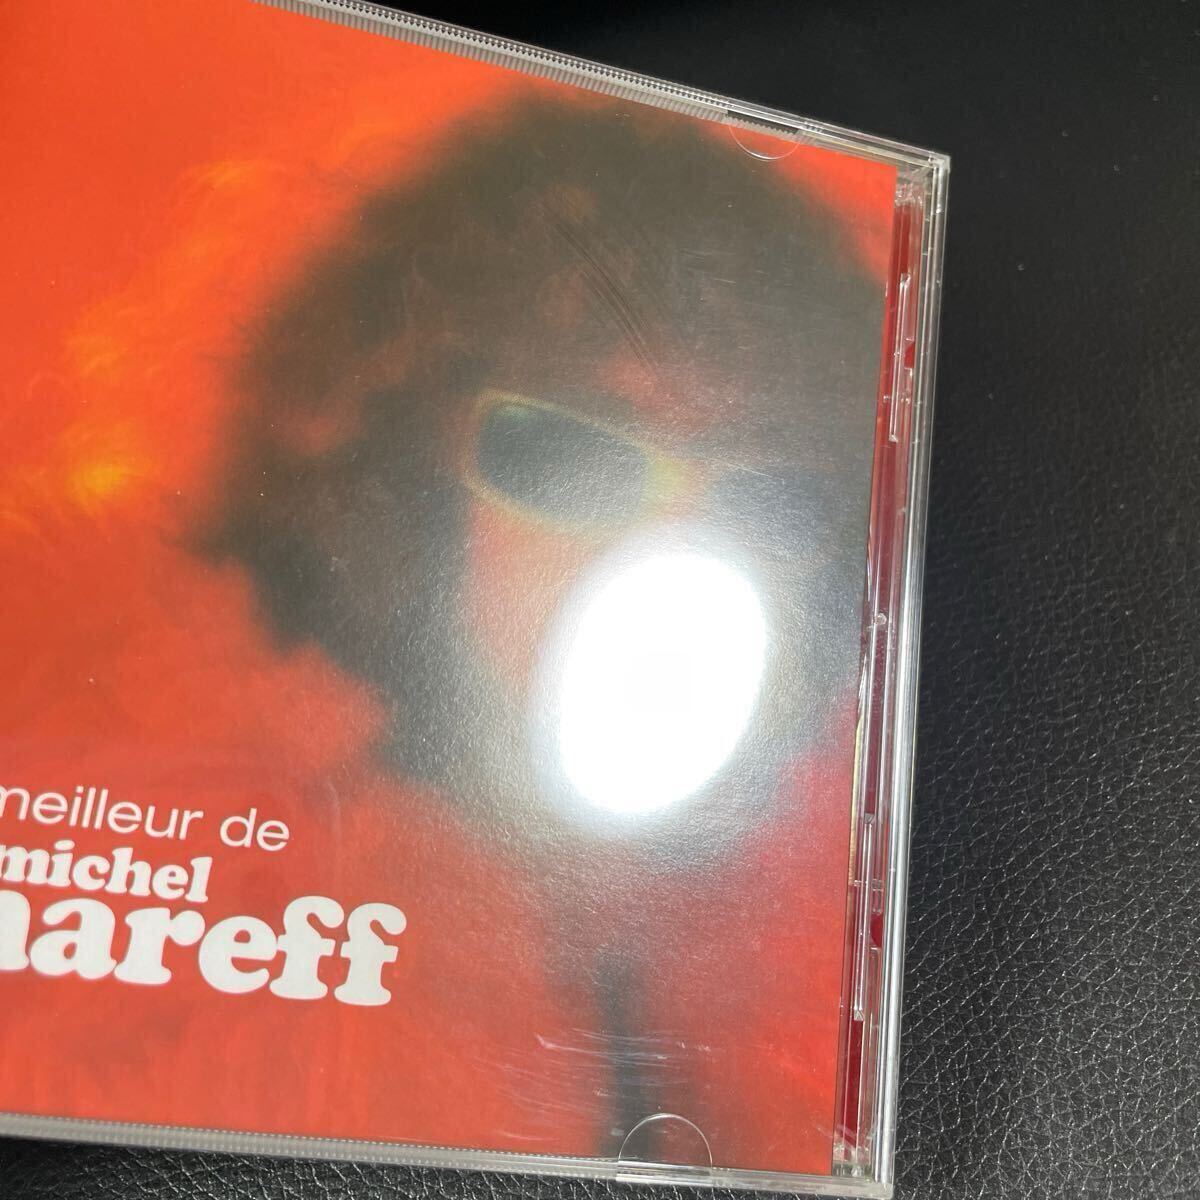 meilleur de
michel
nareff